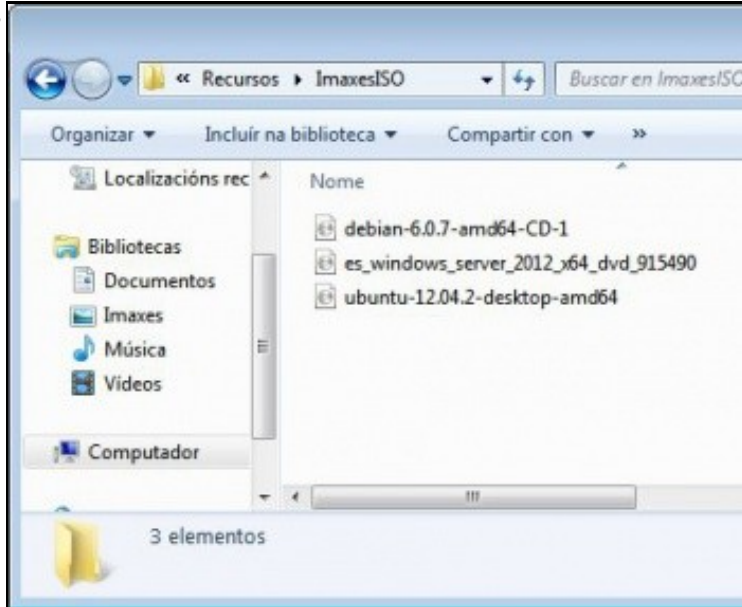 « Recursos ▸ ImaxesISO
Buscar en ImaxesISO
Organizar ▾ Incluír na biblioteca ▾ Compartir con ▾ »
Localizacións rec
Nome
debian-6.0.7-amd64-CD-1
es_windows_server_2012_x64_dvd_915490
ubuntu-12.04.2-desktop-amd64
Bibliotecas
Documentos
Imaxes
Música
Vídeos
Computador
3 elementos